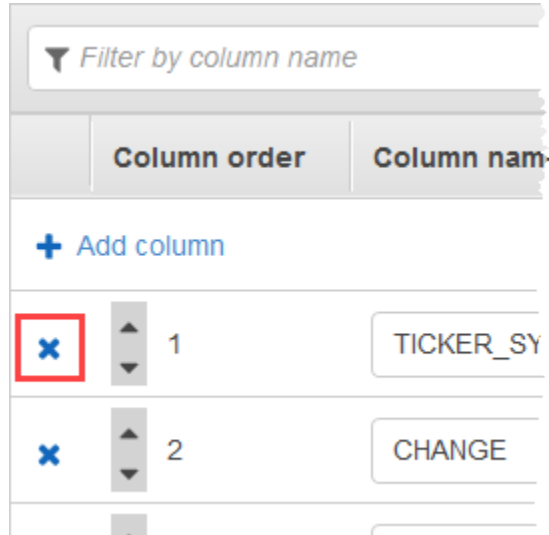 Filter by column name
Column order Column nam
Add column
1 TICKER_SY
2 CHANGE